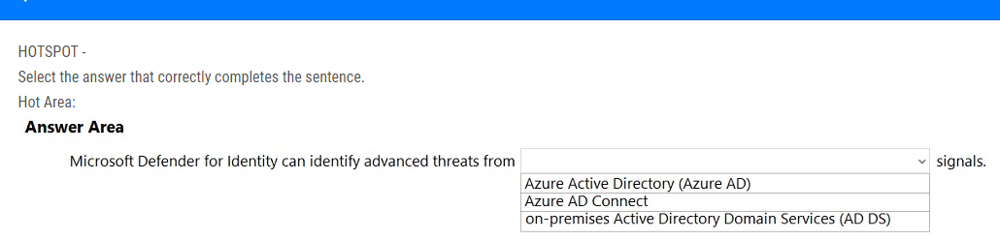 HOTSPOT -
Select the answer that correctly completes the sentence.
Hot Area:
Answer Area
Microsoft Defender for Identity can identify advanced threats from signals.
Azure Active Directory (Azure AD)
Azure AD Connect
on-premises Active Directory Domain Services (AD DS)